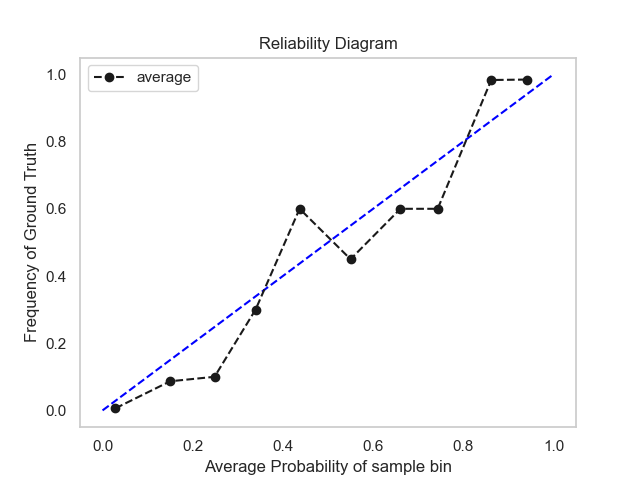 Reliability Diagram
average
Frequency of Ground Truth
1.0
0.8
0.6
0.4
0.2
0.0
0.0 0.2 0.4 0.6 0.8 1.0
Average Probability of sample bin